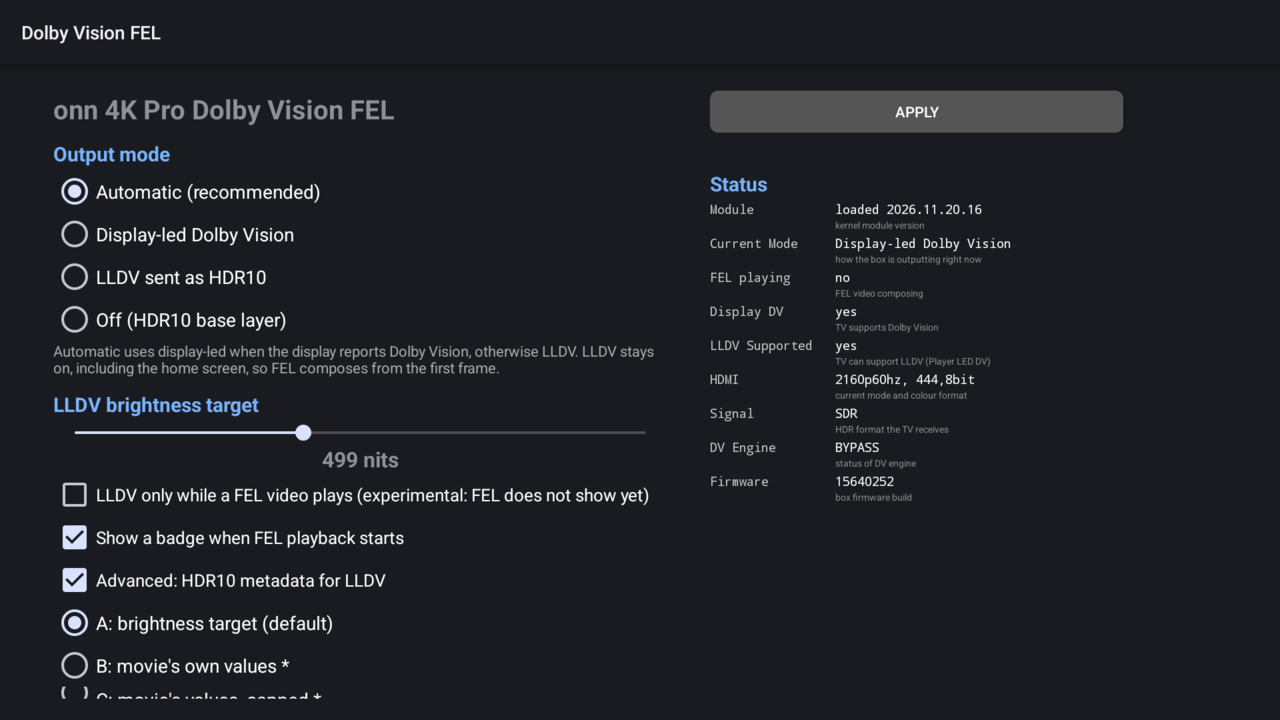 Dolby Vision FEL
onn 4K Pro Dolby Vision FEL
Output mode
Automatic (recommended)
Display-led Dolby Vision
LLDV sent as HDR10
Off (HDR10 base layer)
Automatic uses display-led when the display reports Dolby Vision, otherwise LLDV. LLDV stays
on, including the home screen, so FEL composes from the first frame.
LLDV brightness target
499 nits
LLDV only while a FEL video plays (experimental: FEL does not show yet)
Show a badge when FEL playback starts
Advanced: HDR10 metadata for LLDV
A: brightness target (default)
B: movie's own values *
C: movie's values, capped *
APPLY
Status
Module loaded 2026.11.20.16
kernel module version
Current Mode Display-led Dolby Vision
how the box is outputting right now
FEL playing no
FEL video composing
Display DV yes
TV supports Dolby Vision
LLDV Supported yes
TV can support LLDV (Player LED DV)
HDMI 2160p60hz, 444,8bit
current mode and colour format
Signal SDR
HDR format the TV receives
DV Engine BYPASS
status of DV engine
Firmware 15640252
box firmware build